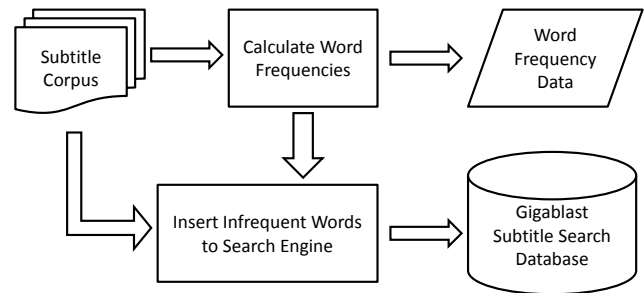 Subtitle
Corpus
Calculate Word
Frequencies
Word
Frequency
Data
Insert Infrequent Words
to Search Engine
Gigablast
Subtitle Search
Database